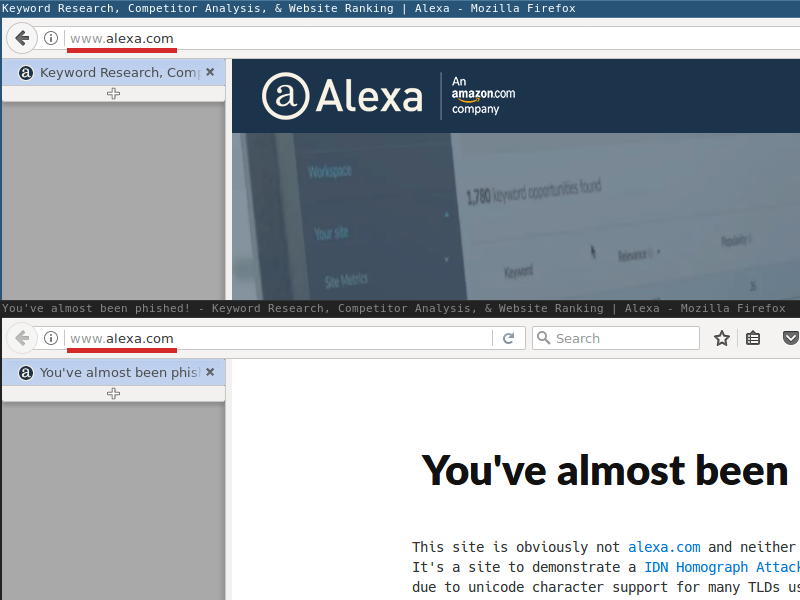 Keyword Research, Competitor Analysis, & Website Ranking | Alexa - Mozilla Firefox
www.alexa.com
Keyword Research, Comp
a Alexa
An
amazon.com
company
Workspace
1,780 keyword opportunities found
Your site
Site Metrics
Keyword
Relevance
Popularity
You've almost been phished! - Keyword Research, Competitor Analysis, & Website Ranking | Alexa - Mozilla Firefox
www.аlехa.com
Search
You've almost been phis
You've almost been
This site is obviously not alexa.com and neither
It's a site to demonstrate a IDN Homograph Attack
due to unicode character support for many TLDs us